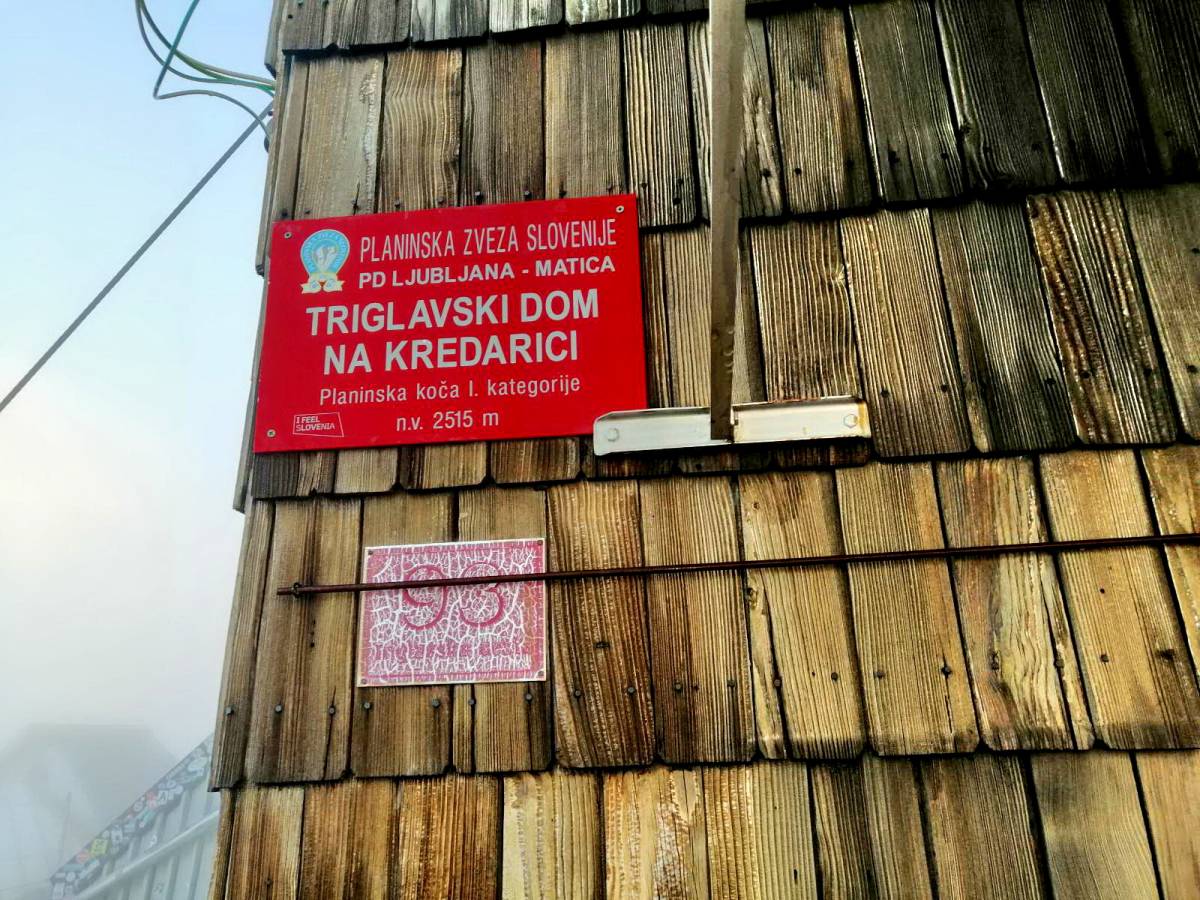 PLANINSKA ZVEZA SLOVENIJE
PD LJUBLJANA - MATICA
TRIGLAVSKI DOM
NA KREDARICI
Planinska koča I. kategorije
n.v. 2515 m
I FEEL
SLOVENIA
93